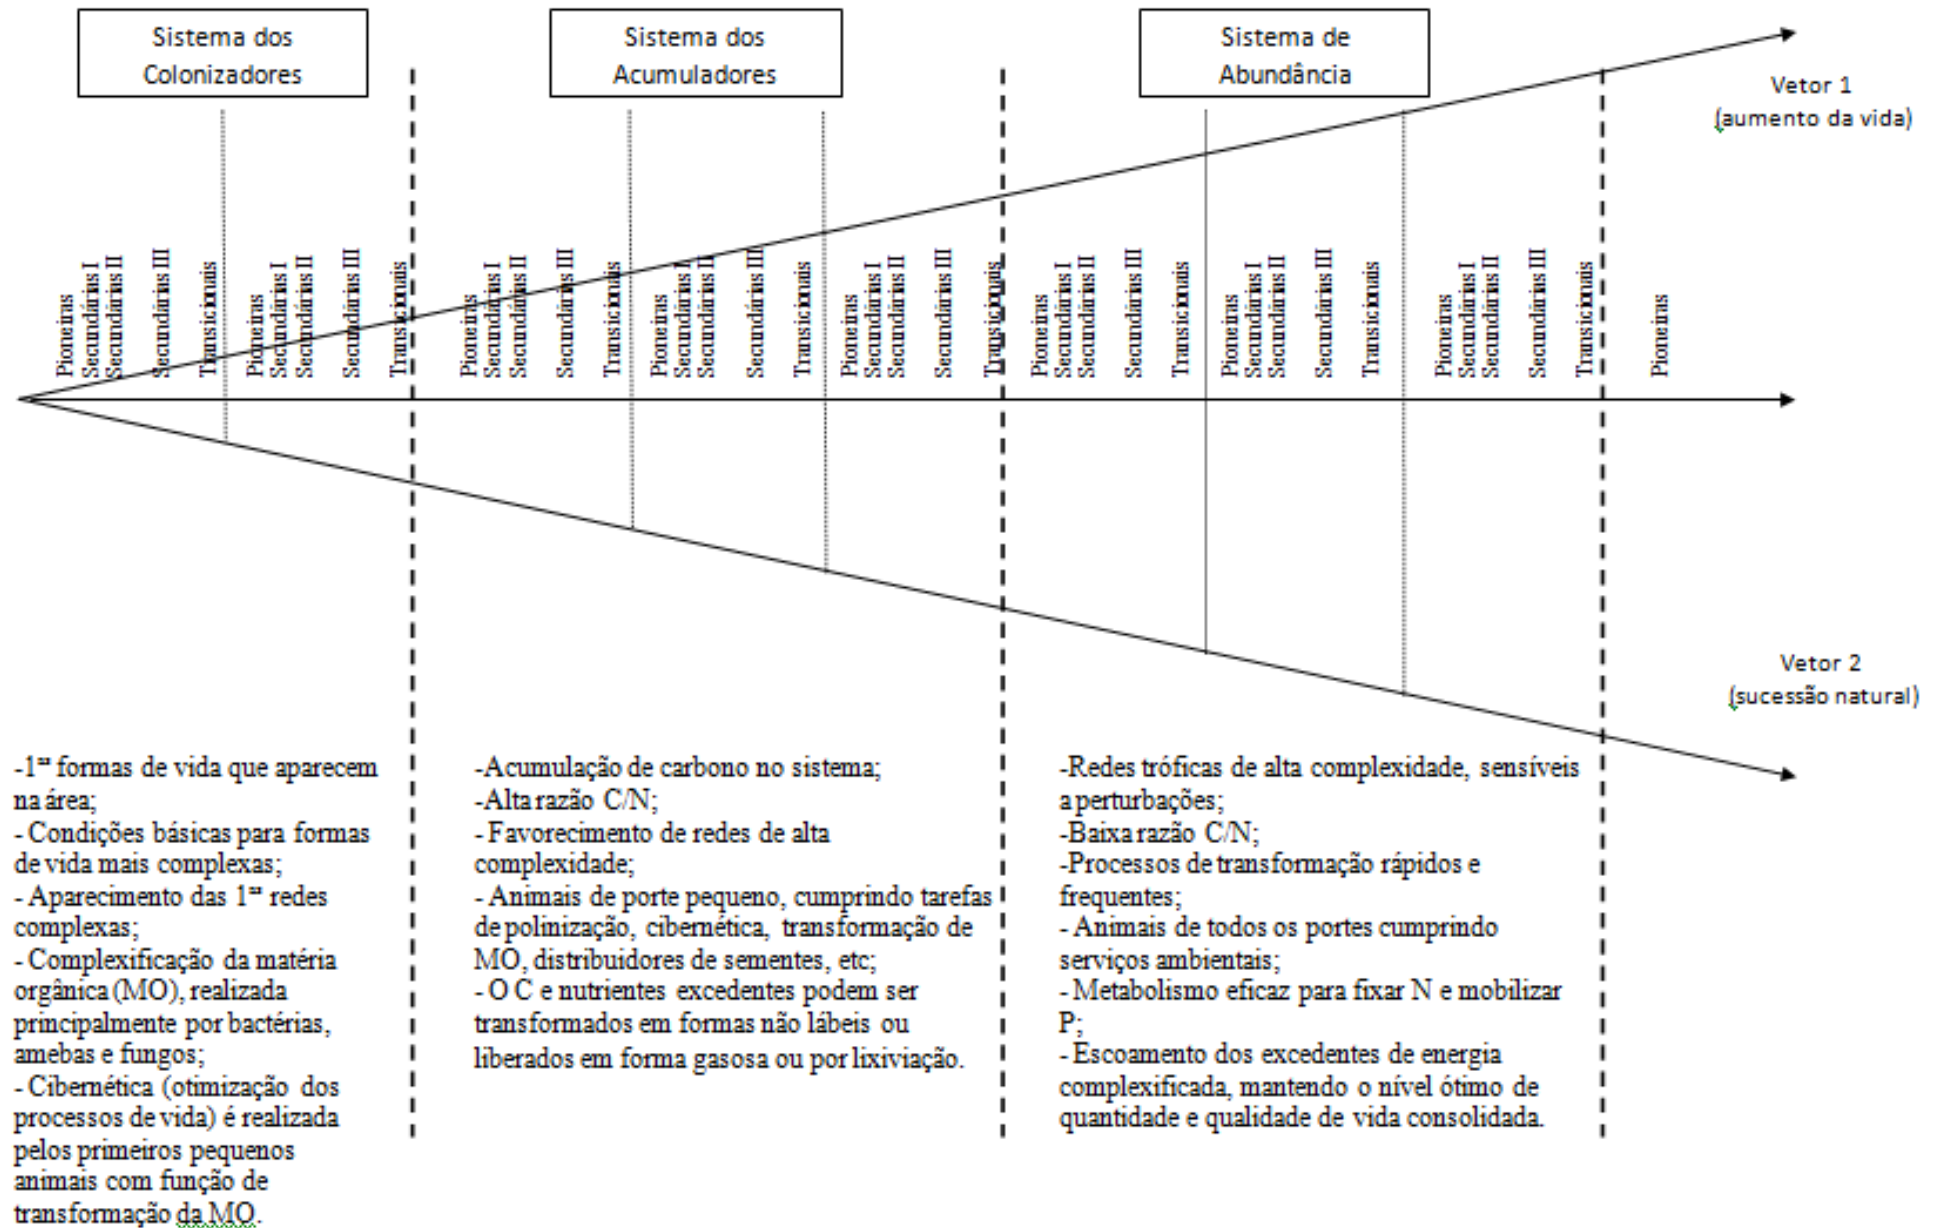 Sistema dos
Colonizadores
Sistema dos
Acumuladores
Sistema de
Abundância
Vetor 1
(aumento da vida)
Pioneiras
Secundárias I
Secundárias II
Secundárias III
Transicionais
Pioneiras
Secundárias I
Secundárias II
Secundárias III
Transicionais
Pioneiras
Secundárias I
Secundárias II
Secundárias III
Transicionais
Pioneiras
Secundárias I
Secundárias II
Secundárias III
Transicionais
Pioneiras
Secundárias I
Secundárias II
Secundárias III
Transicionais
Pioneiras
Secundárias I
Secundárias II
Secundárias III
Transicionais
Pioneiras
Secundárias I
Secundárias II
Secundárias III
Transicionais
Pioneiras
Secundárias I
Secundárias II
Secundárias III
Transicionais
Pioneiras
Vetor 2
(sucessão natural)
-1ªˢ formas de vida que aparecem
na área;
- Condições básicas para formas
de vida mais complexas;
- Aparecimento das 1ªˢ redes
complexas;
- Complexificação da matéria
orgânica (MO), realizada
principalmente por bactérias,
amebas e fungos;
- Cibernética (otimização dos
processos de vida) é realizada
pelos primeiros pequenos
animais com função de
transformação da MO.
-Acumulação de carbono no sistema;
-Alta razão C/N;
- Favorecimento de redes de alta
complexidade;
- Animais de porte pequeno, cumprindo tarefas
de polinização, cibernética, transformação de
MO, distribuidores de sementes, etc;
- O C e nutrientes excedentes podem ser
transformados em formas não lábeis ou
liberados em forma gasosa ou por lixiviação.
-Redes tróficas de alta complexidade, sensíveis
a perturbações;
-Baixa razão C/N;
-Processos de transformação rápidos e
frequentes;
- Animais de todos os portes cumprindo
serviços ambientais;
- Metabolismo eficaz para fixar N e mobilizar
P;
- Escoamento dos excedentes de energia
complexificada, mantendo o nível ótimo de
quantidade e qualidade de vida consolidada.